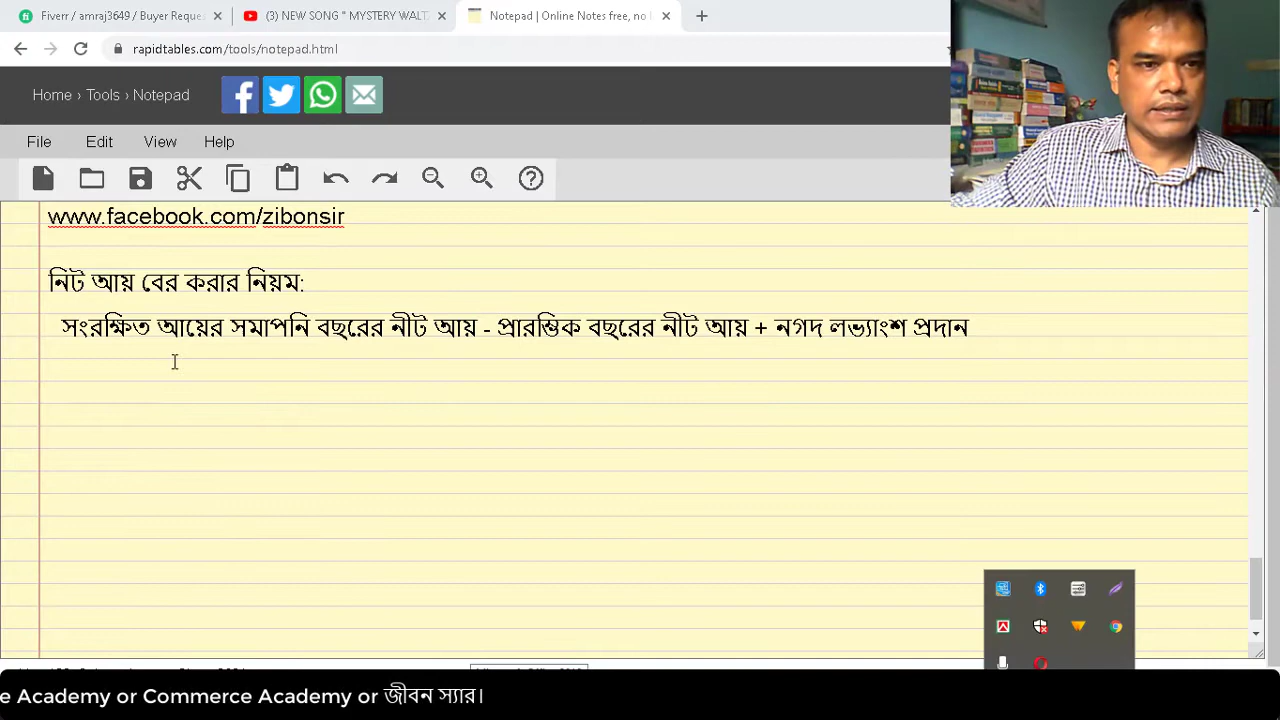 Fiverr / amraj3649 / Buyer Reque
(3) NEW SONG " MYSTERY WALT
Notepad | Online Notes free, no l
rapidtables.com/tools/notepad.html
Home › Tools › Notepad
File Edit View Help
www.facebook.com/zibonsir
নিট আয় বের করার নিয়ম:
সংরক্ষিত আয়ের সমাপনি বছরের নীট আয় - প্রারম্ভিক বছরের নীট আয় + নগদ লভ্যাংশ প্রদান
e Academy or Commerce Academy or জীবন স্যার।